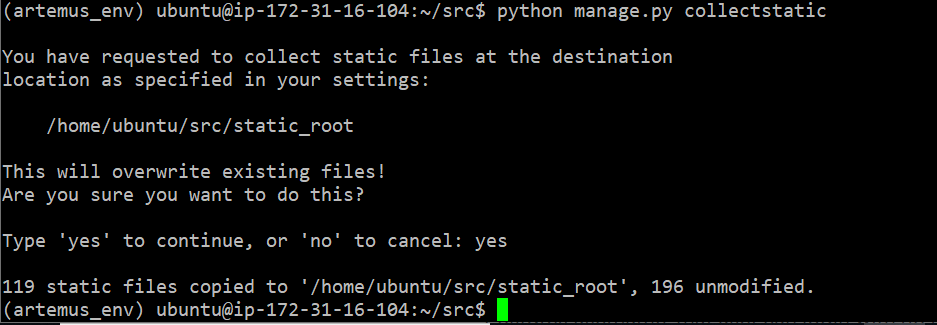 (artemus_env) ubuntu@ip-172-31-16-104:~/src$ python manage.py collectstatic
You have requested to collect static files at the destination
location as specified in your settings:
/home/ubuntu/src/static_root
This will overwrite existing files!
Are you sure you want to do this?
Type 'yes' to continue, or 'no' to cancel: yes
119 static files copied to '/home/ubuntu/src/static_root', 196 unmodified.
(artemus_env) ubuntu@ip-172-31-16-104:~/src$